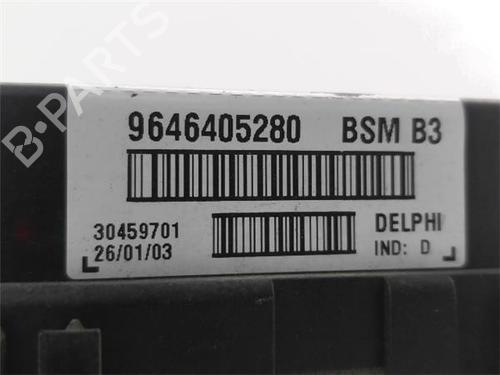 9646405280 BSM B3
30459701 DELPHI
26/01/03 IND: D
B-PARTS